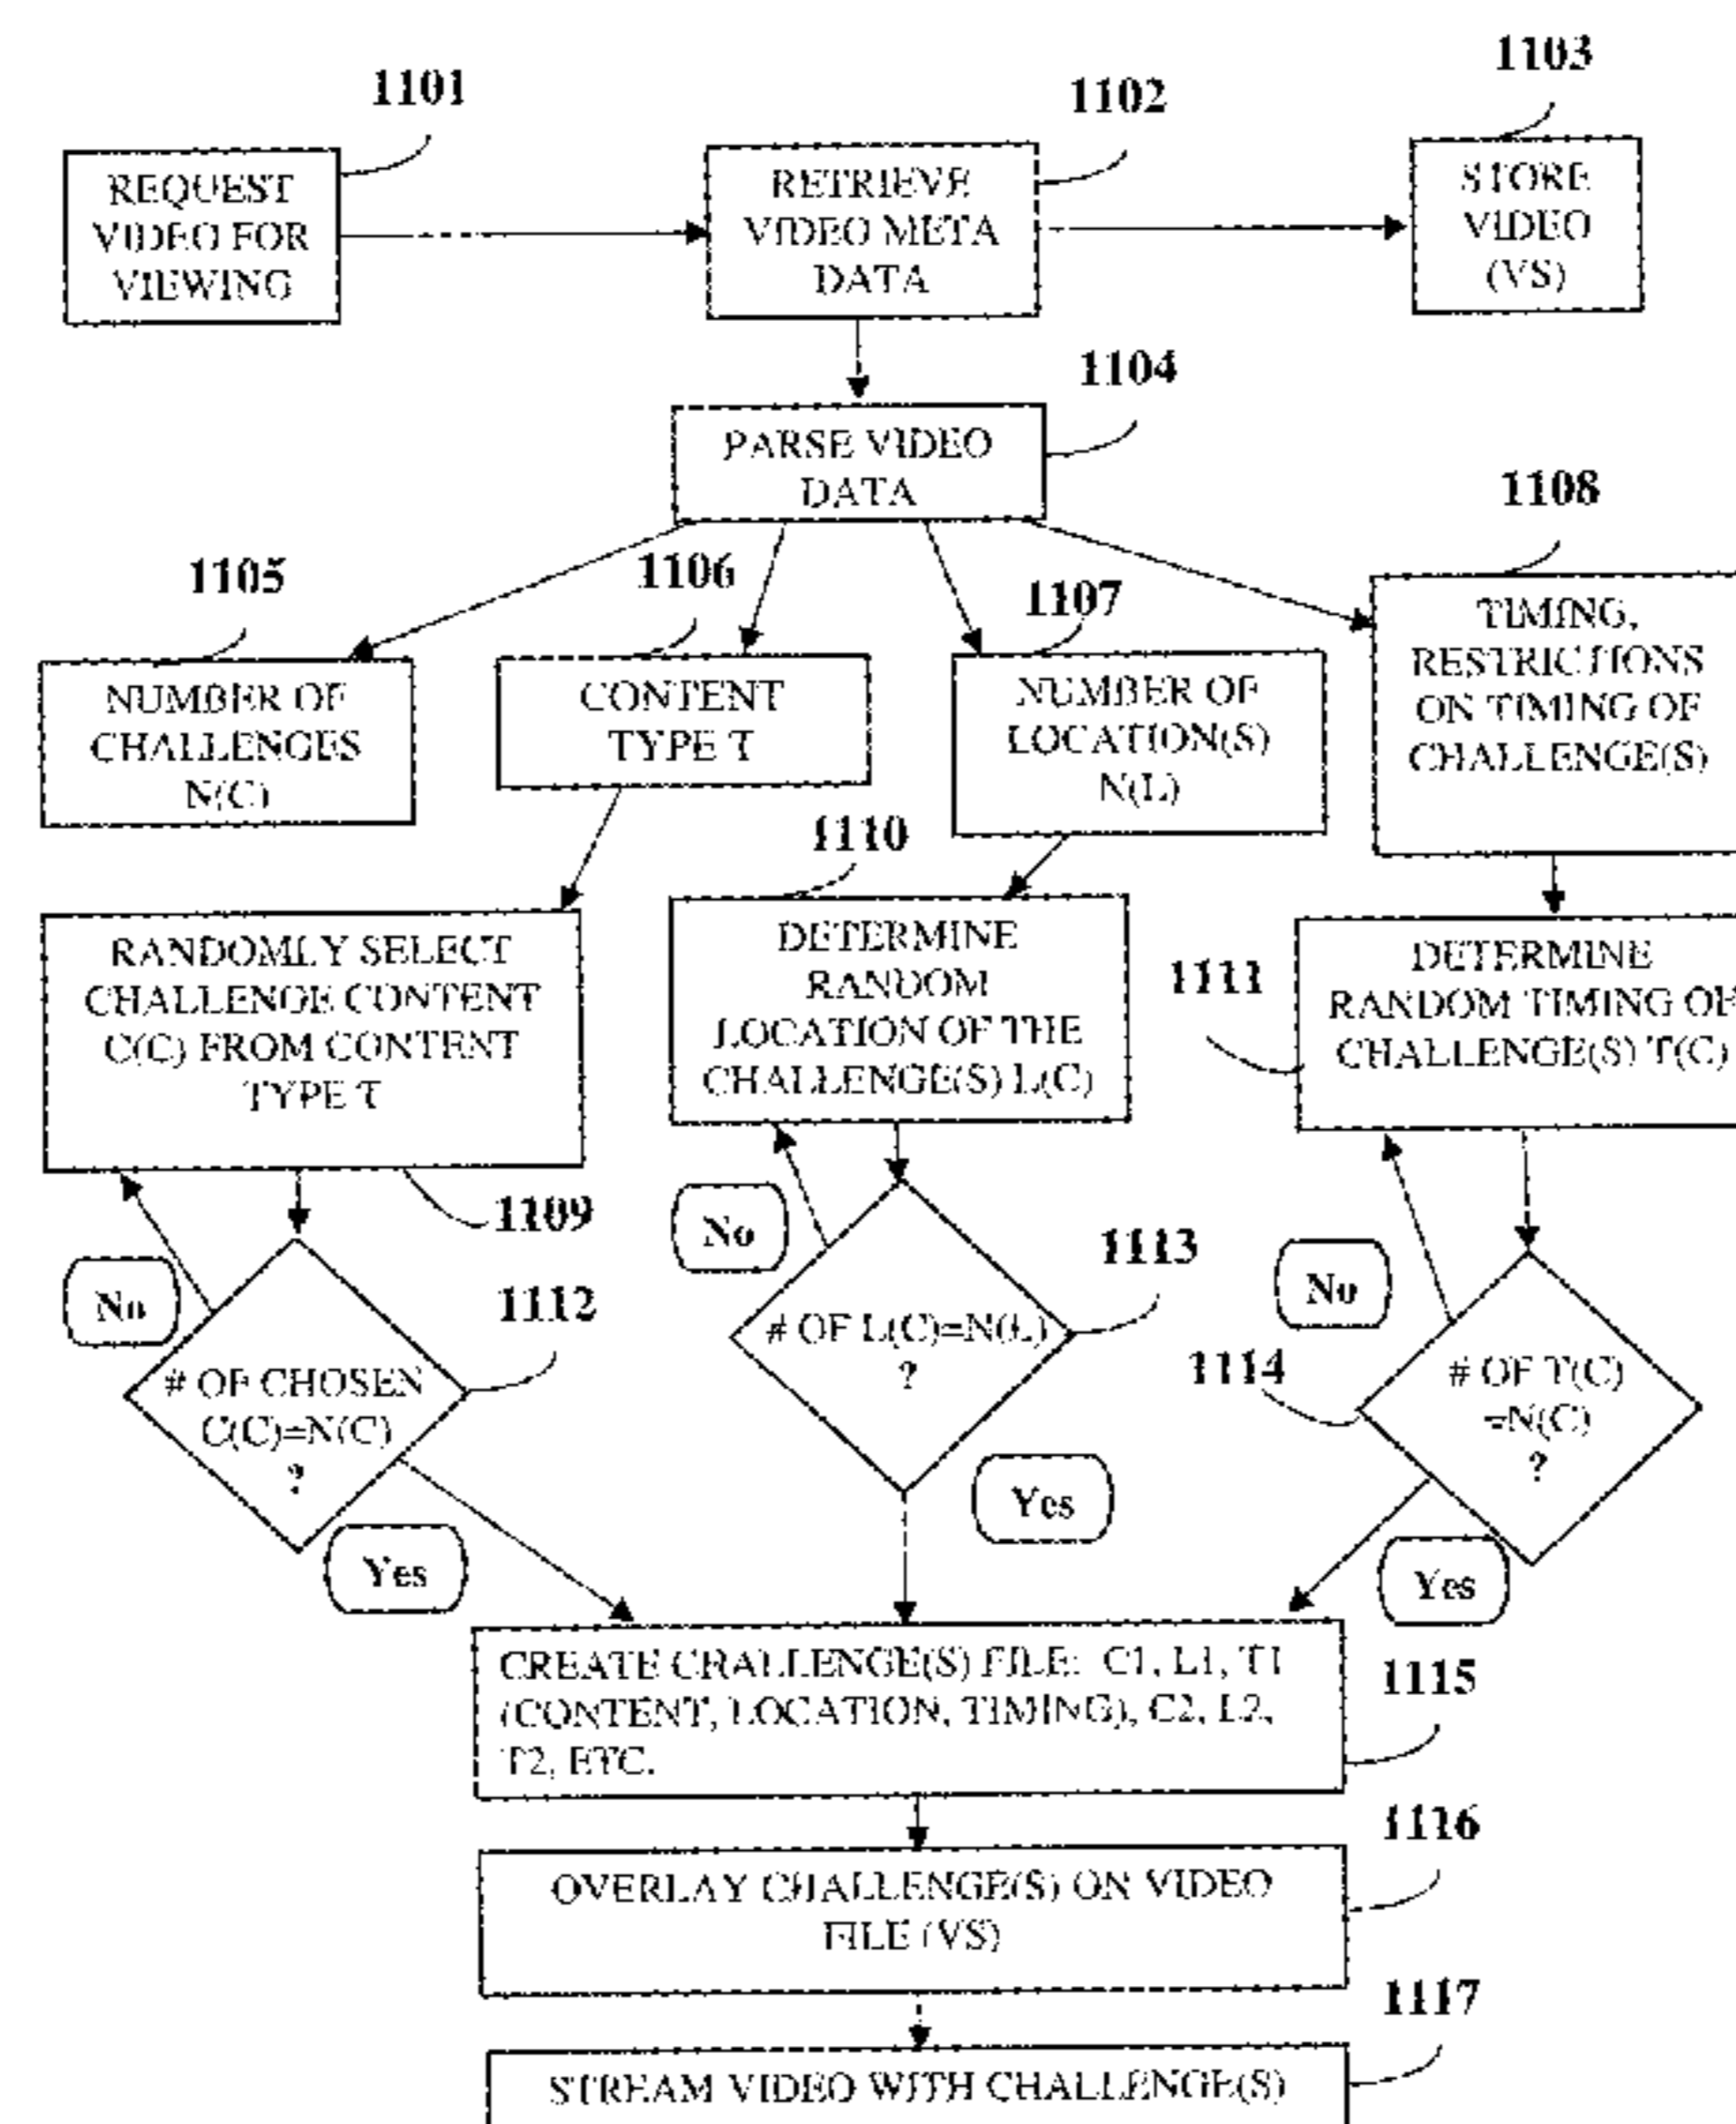 1101
1102
1103
REQUEST
VIDEO FOR
VIEWING
RETRIEVE
VIDEO META
DATA
STORE
VIDEO
(VS)
1104
PARSE VIDEO
DATA
1105
1106
1107
1108
NUMBER OF
CHALLENGES
N(C)
CONTENT
TYPE T
NUMBER OF
LOCATION(S)
N(L)
TIMING,
RESTRICTIONS
ON TIMING OF
CHALLENGE(S)
1110
RANDOMLY SELECT
CHALLENGE CONTENT
C(C) FROM CONTENT
TYPE T
DETERMINE
RANDOM
LOCATION OF THE
CHALLENGE(S) L(C)
1111
DETERMINE
RANDOM TIMING OF
CHALLENGE(S) T(C)
1109
No
No
No
1112
1113
1114
# OF CHOSEN
C(C)=N(C)
?
# OF L(C)=N(L)
?
# OF T(C)
=N(C)
?
Yes
Yes
Yes
CREATE CHALLENGE(S) FILE: C1, L1, T1
(CONTENT, LOCATION, TIMING), C2, L2,
T2, ETC.
1115
1116
OVERLAY CHALLENGE(S) ON VIDEO
FILE (VS)
1117
STREAM VIDEO WITH CHALLENGE(S)